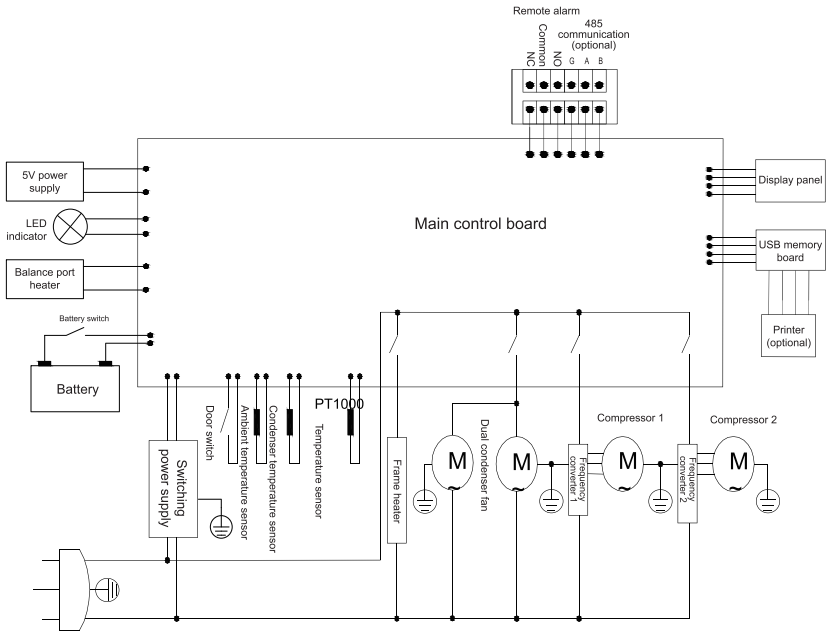 Remote alarm
485
communication
(optional)
NC
Common
NO
G
A
B
5V power
supply
LED
indicator
Balance port
heater
Battery switch
Battery
Main control board
Display panel
USB memory
board
Printer
(optional)
Door switch
Ambient temperature sensor
Condenser temperature sensor
PT1000
Temperature sensor
Switching
power supply
Frame heater
M
~
Dual condenser fan
M
~
Frequency
converter 1
Compressor 1
M
~
Frequency
converter 2
Compressor 2
M
~